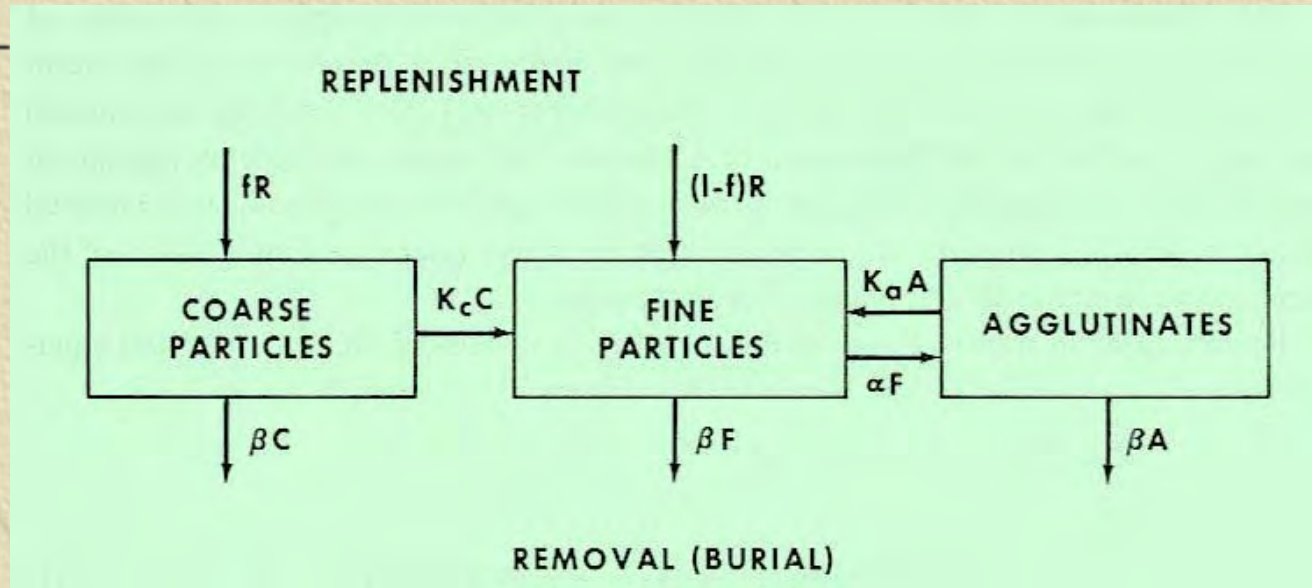 REPLENISHMENT
fR
(I-f)R
COARSE
PARTICLES
KcC
FINE
PARTICLES
KaA
αF
AGGLUTINATES
βC
βF
βA
REMOVAL (BURIAL)